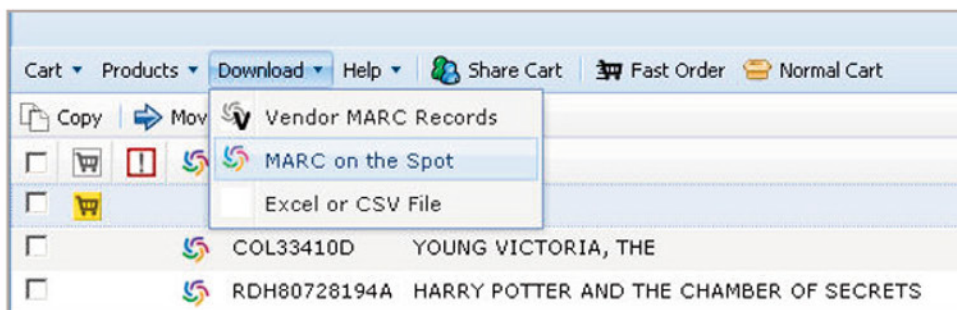 Cart Products Download Help Share Cart Fast Order Normal Cart
Copy Mov
Vendor MARC Records
MARC on the Spot
Excel or CSV File
COL33410D YOUNG VICTORIA, THE
RDH80728194A HARRY POTTER AND THE CHAMBER OF SECRETS